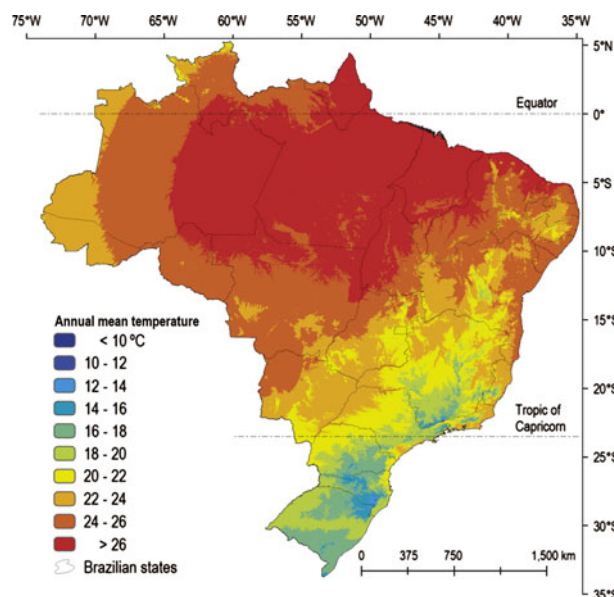 75°W 70°W 65°W 60°W 55°W 50°W 45°W 40°W 35°W
5°N
Equator
0°
5°S
10°S
15°S
20°S
Tropic of
Capricorn
25°S
30°S
35°S
Annual mean temperature
< 10 ºC
10 - 12
12 - 14
14 - 16
16 - 18
18 - 20
20 - 22
22 - 24
24 - 26
> 26
Brazilian states
0 375 750 1,500 km